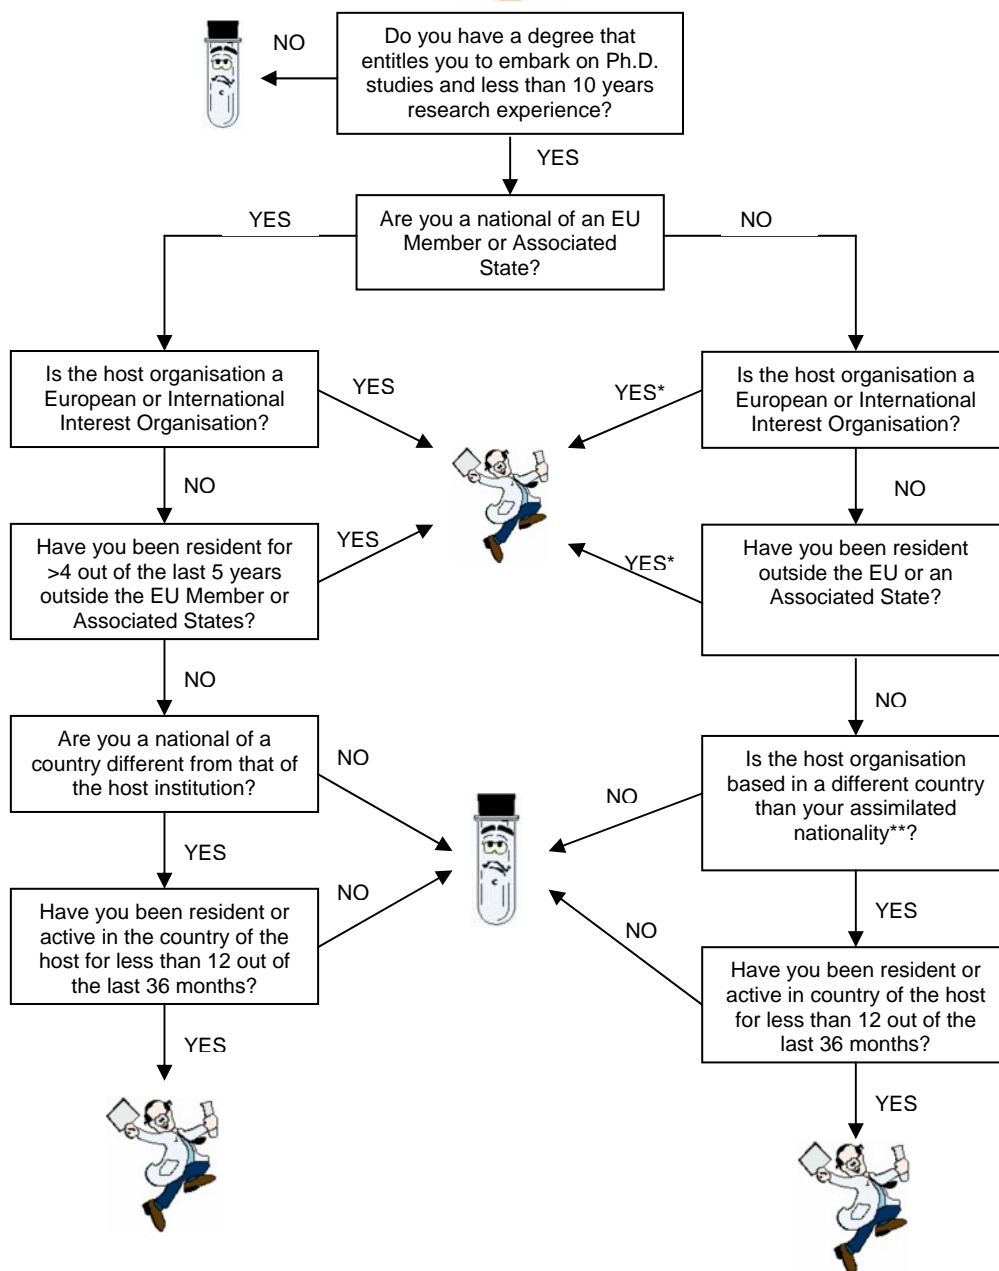 NO
Do you have a degree that
entitles you to embark on Ph.D.
studies and less than 10 years
research experience?
YES
YES
Are you a national of an EU
Member or Associated
State?
NO
Is the host organisation a
European or International
Interest Organisation?
YES
YES*
Is the host organisation a
European or International
Interest Organisation?
NO
NO
Have you been resident for
>4 out of the last 5 years
outside the EU Member or
Associated States?
YES
YES*
Have you been resident
outside the EU or an
Associated State?
NO
NO
Are you a national of a
country different from that of
the host institution?
NO
NO
Is the host organisation
based in a different country
than your assimilated
nationality**?
YES
YES
Have you been resident or
active in the country of the
host for less than 12 out of
the last 36 months?
NO
NO
Have you been resident or
active in country of the host
for less than 12 out of the
last 36 months?
YES
YES